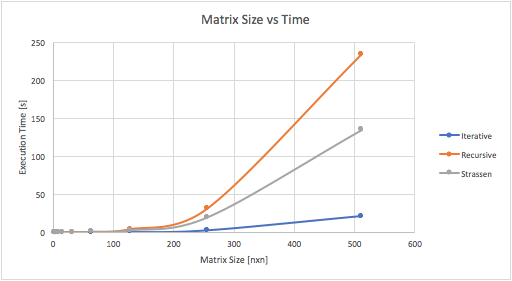 Matrix Size vs Time
250
200
150
100
50
0
Execution Time [s]
0 100 200 300 400 500 600
Matrix Size [nxn]
Iterative
Recursive
Strassen